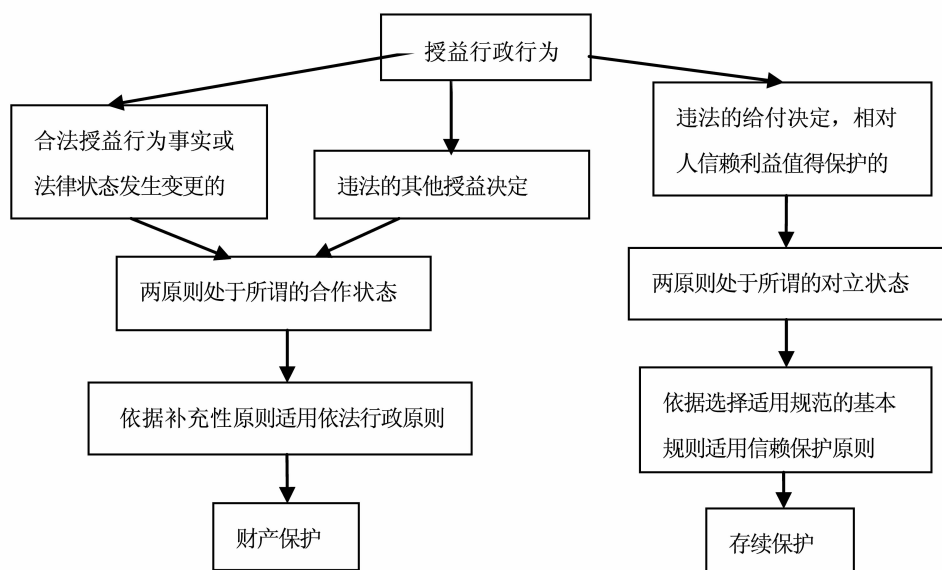 授益行政行为
合法授益行为事实或
法律状态发生变更的
违法的其他授益决定
违法的给付决定，相对
人信赖利益值得保护的
两原则处于所谓的合作状态
两原则处于所谓的对立状态
依据补充性原则适用依法行政原则
依据选择适用规范的基本
规则适用信赖保护原则
财产保护
存续保护